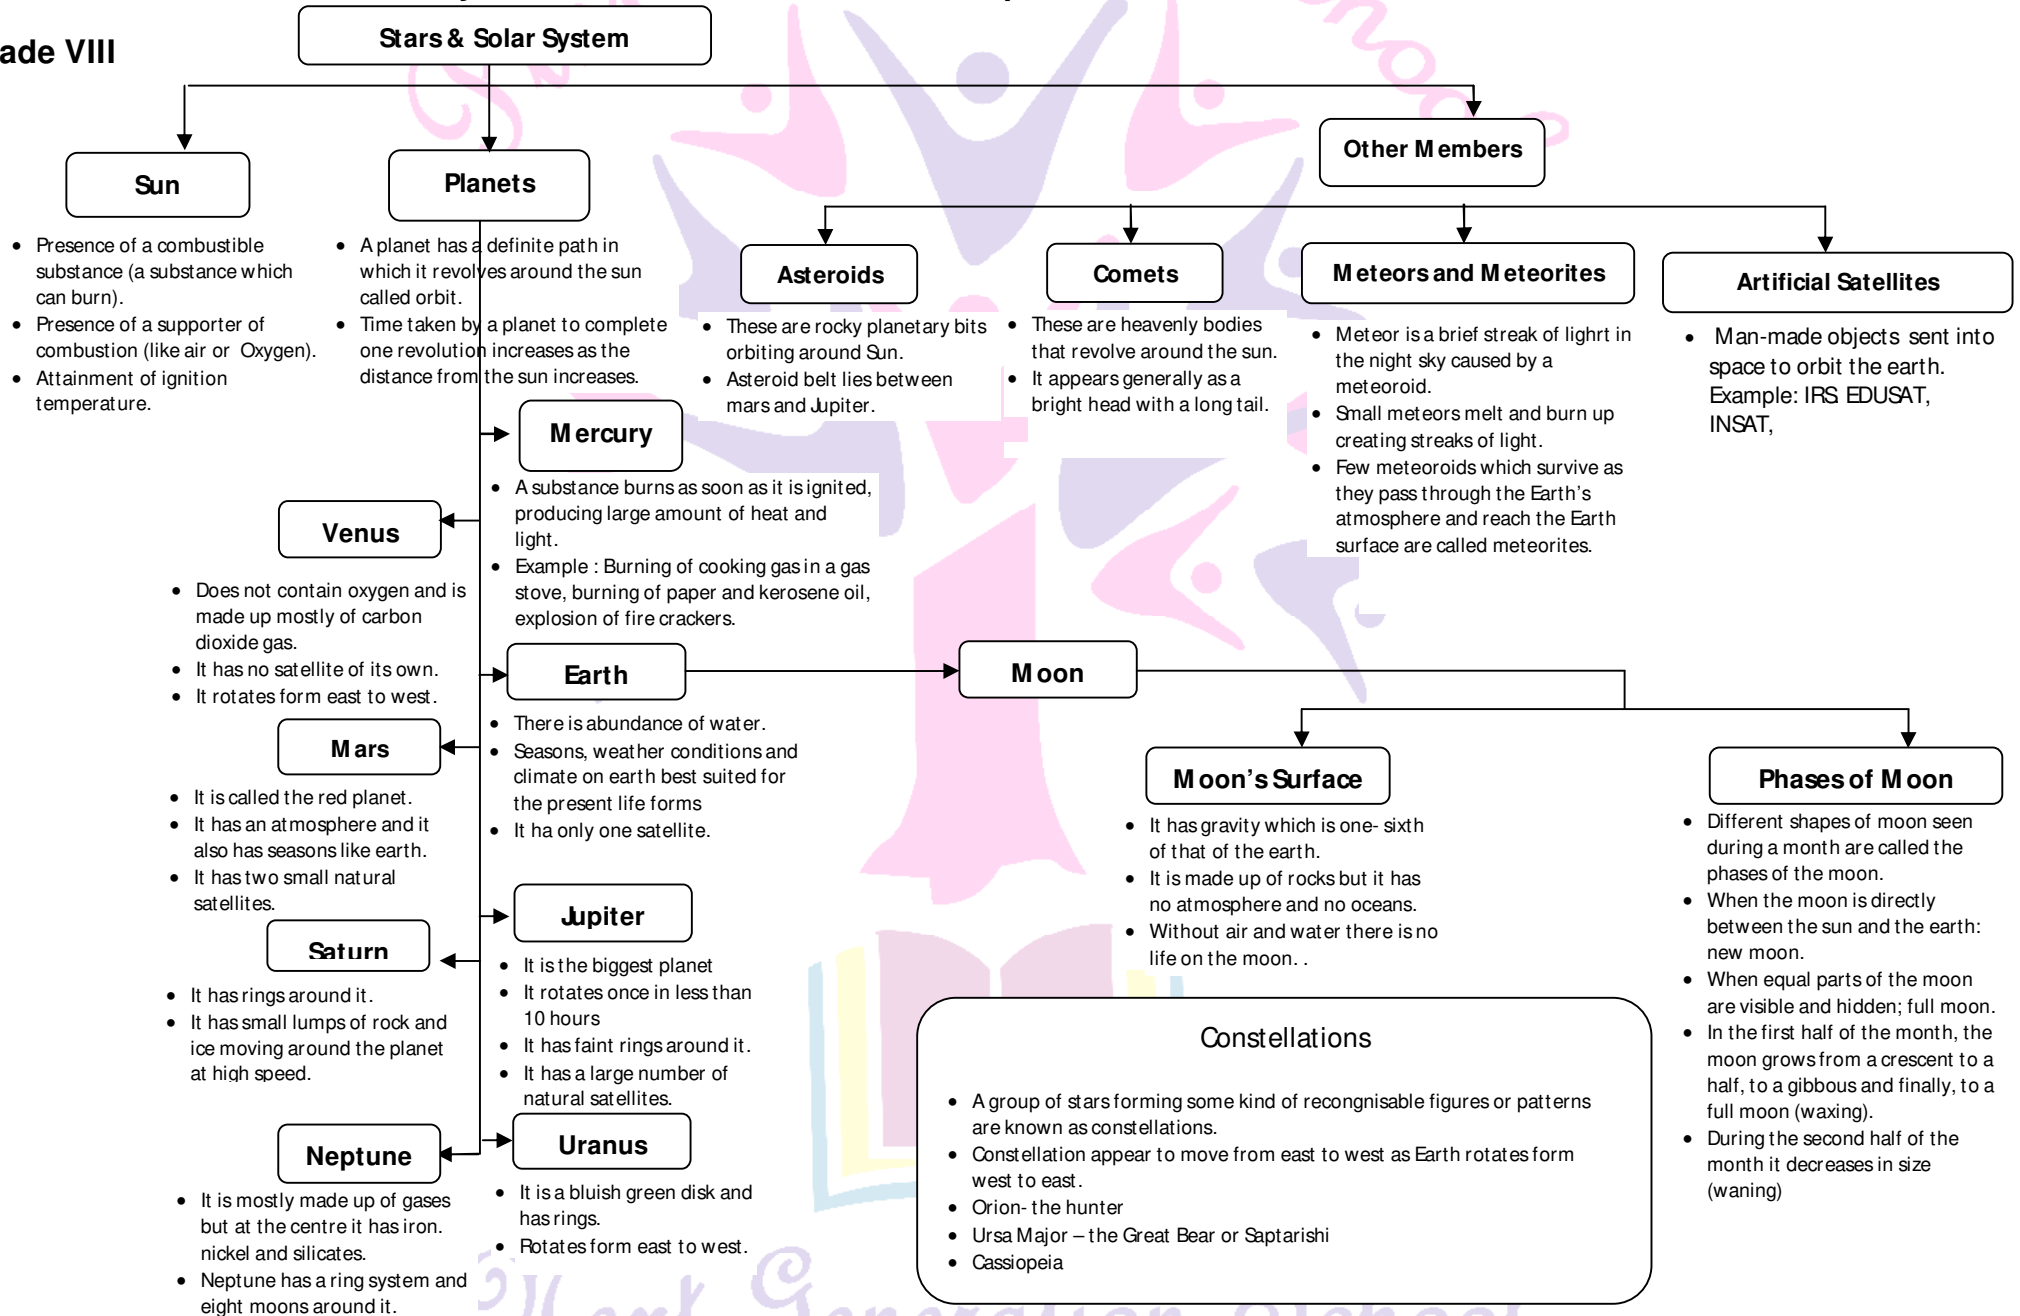 Stars & Solar System
ade VIII
Sun
Planets
Other Members
• Presence of a combustible
substance (a substance which
can burn).
• Presence of a supporter of
combustion (like air or Oxygen).
• Attainment of ignition
temperature.
• A planet has a definite path in
which it revolves around the sun
called orbit.
• Time taken by a planet to complete
one revolution increases as the
distance from the sun increases.
Asteroids
• These are rocky planetary bits
orbiting around Sun.
• Asteroid belt lies between
mars and Jupiter.
Comets
• These are heavenly bodies
that revolve around the sun.
• It appears generally as a
bright head with a long tail.
Meteors and Meteorites
• Meteor is a brief streak of lighrt in
the night sky caused by a
meteoroid.
• Small meteors melt and burn up
creating streaks of light.
• Few meteoroids which survive as
they pass through the Earth's
atmosphere and reach the Earth
surface are called meteorites.
Artificial Satellites
• Man-made objects sent into
space to orbit the earth.
Example: IRS. EDUSAT,
INSAT,
Mercury
• A substance burns as soon as it is ignited,
producing large amount of heat and
light.
• Example : Burning of cooking gas in a gas
stove, burning of paper and kerosene oil,
explosion of fire crackers.
Venus
• Does not contain oxygen and is
made up mostly of carbon
dioxide gas.
• It has no satellite of its own.
• It rotates form east to west.
Earth
• There is abundance of water.
• Seasons, weather conditions and
climate on earth best suited for
the present life forms
• It ha only one satellite.
Moon
Mars
• It is called the red planet.
• It has an atmosphere and it
also has seasons like earth.
• It has two small natural
satellites.
Moon's Surface
• It has gravity which is one- sixth
of that of the earth.
• It is made up of rocks but it has
no atmosphere and no oceans.
• Without air and water there is no
life on the moon. .
Phases of Moon
• Different shapes of moon seen
during a month are called the
phases of the moon.
• When the moon is directly
between the sun and the earth:
new moon.
• When equal parts of the moon
are visible and hidden; full moon.
• In the first half of the month, the
moon grows from a crescent to a
half, to a gibbous and finally, to a
full moon (waxing).
• During the second half of the
month it decreases in size
(waning)
Jupiter
• It is the biggest planet
• It rotates once in less than
10 hours
• It has faint rings around it.
• It has a large number of
natural satellites.
Saturn
• It has rings around it.
• It has small lumps of rock and
ice moving around the planet
at high speed.
Uranus
• It is a bluish green disk and
has rings.
• Rotates form east to west.
Neptune
• It is mostly made up of gases
but at the centre it has iron.
nickel and silicates.
• Neptune has a ring system and
eight moons around it.
Constellations
• A group of stars forming some kind of recongnisable figures or patterns
are known as constellations.
• Constellation appear to move from east to west as Earth rotates form
west to east.
• Orion- the hunter
• Ursa Major – the Great Bear or Saptarishi
• Cassiopeia
Next Generation School